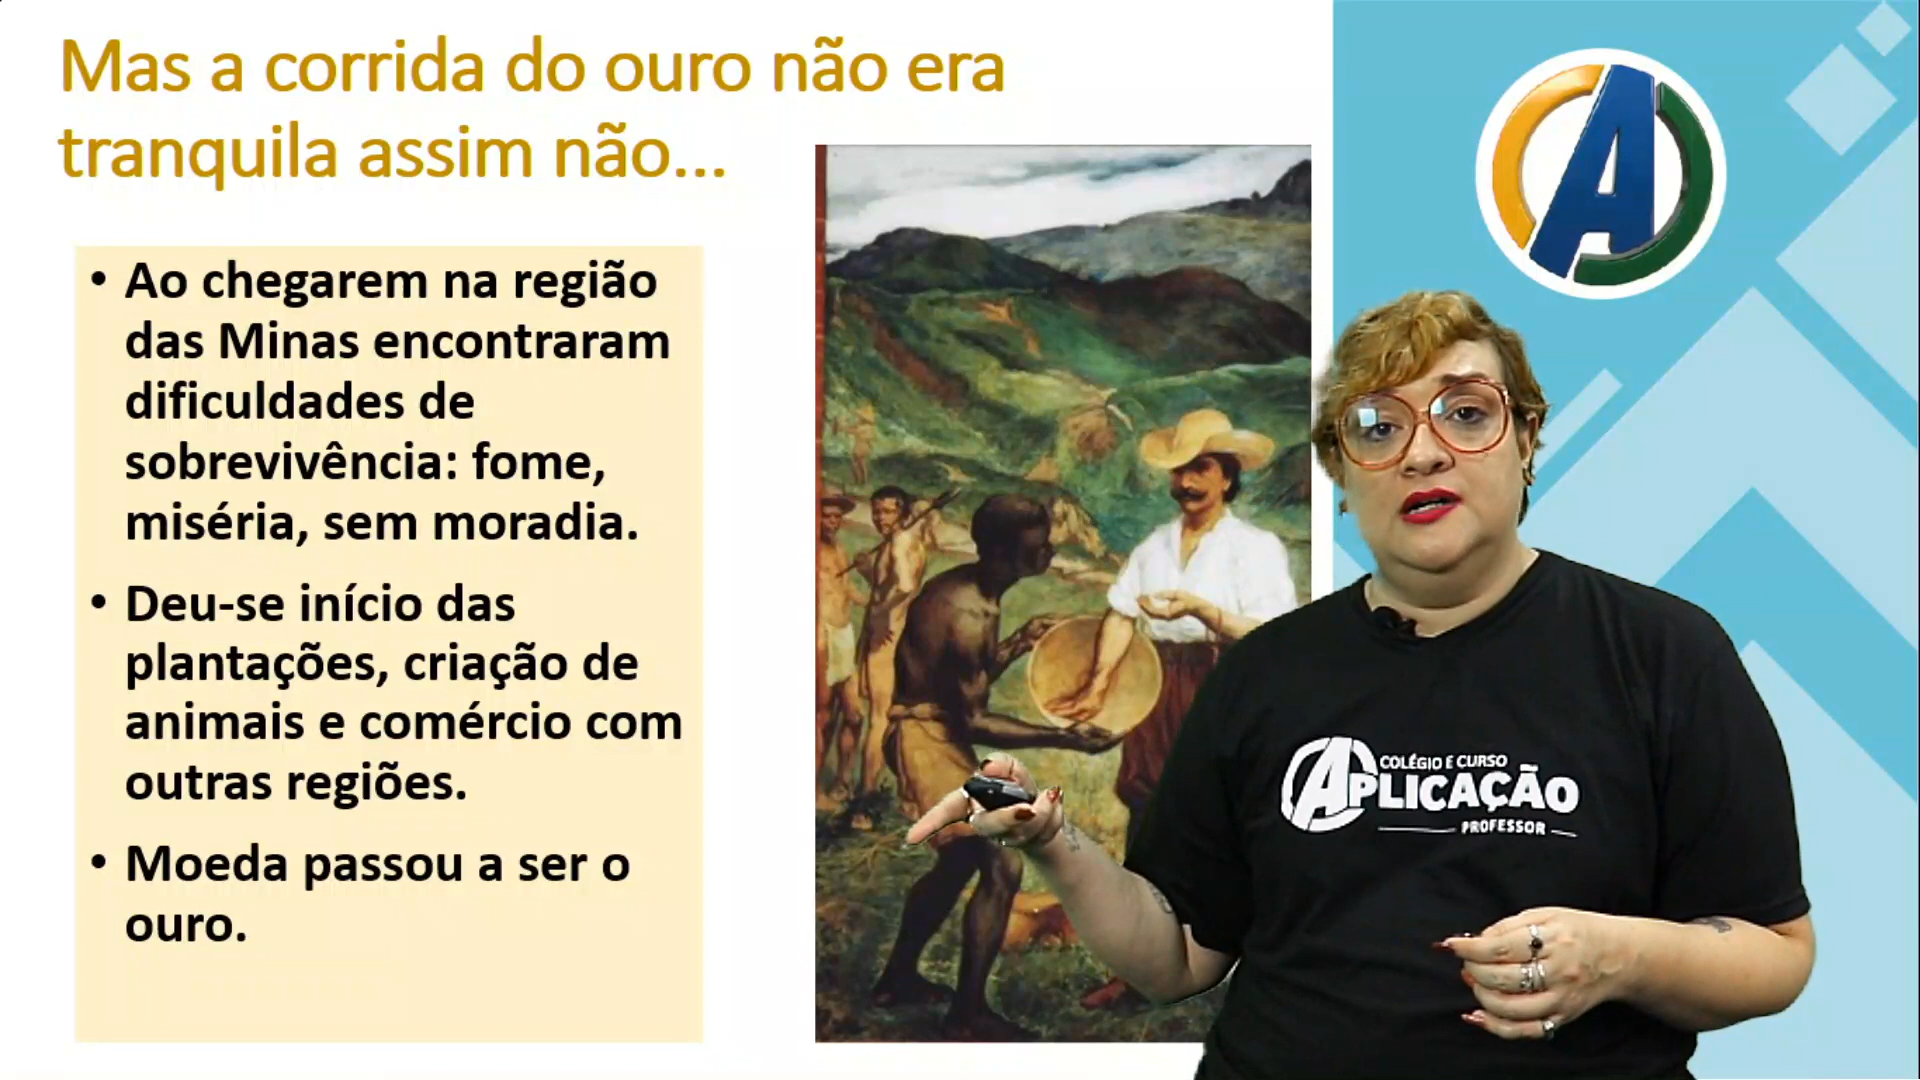 Mas a corrida do ouro não era
tranquila assim não...
• Ao chegarem na região
das Minas encontraram
dificuldades de
sobrevivência: fome,
miséria, sem moradia.
• Deu-se início das
plantações, criação de
animais e comércio com
outras regiões.
• Moeda passou a ser o
ouro.
A
COLÉGIO E CURSO
APLICAÇÃO
PROFESSOR